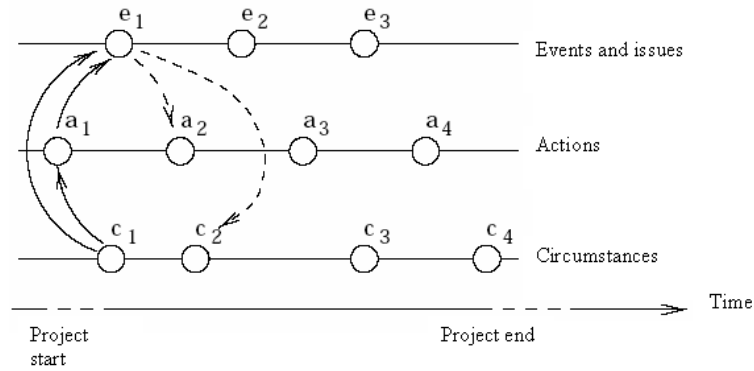 e1 e2 e3
Events and issues
a1 a2 a3 a4
Actions
c1 c2 c3 c4
Circumstances
Time
Project start
Project end